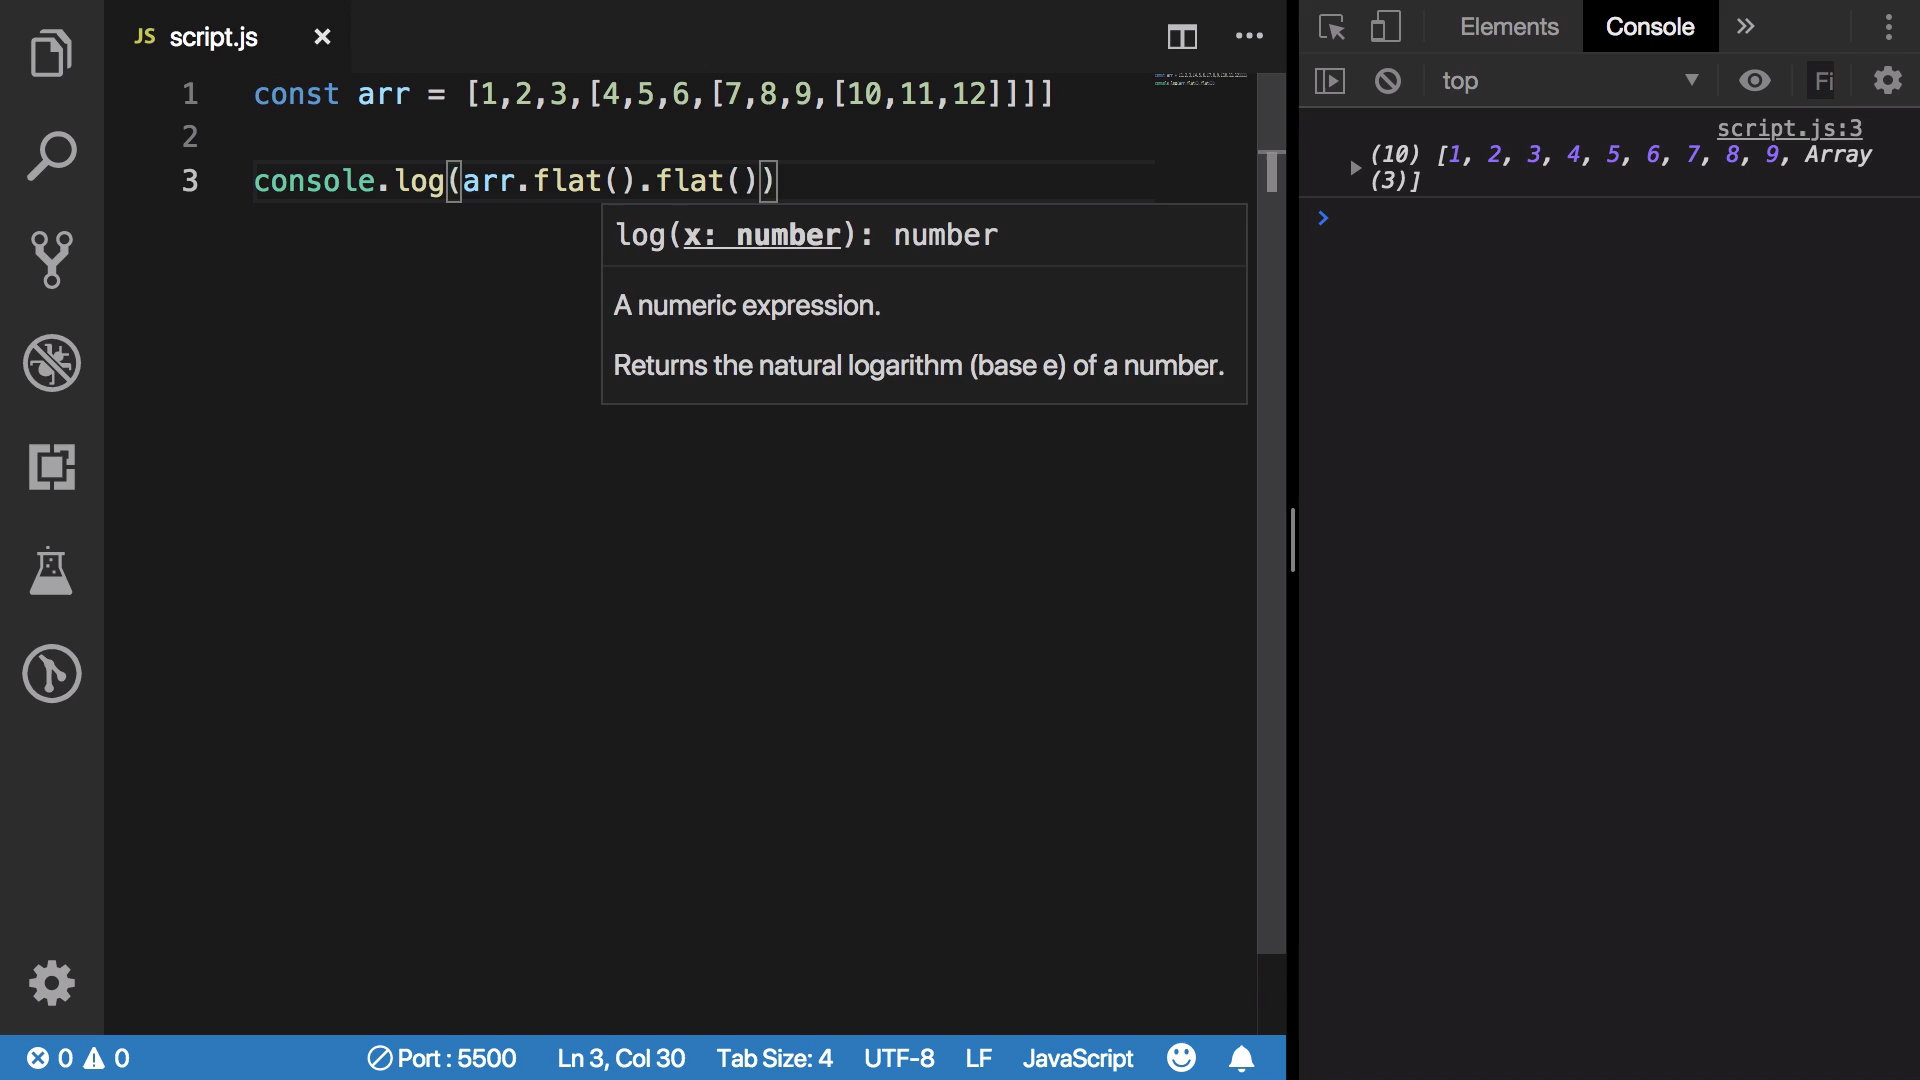 JS script.js ×
1 const arr = [1,2,3,[4,5,6,[7,8,9,[10,11,12]]]]
2
3 console.log(arr.flat().flat())
log(x: number): number
A numeric expression.
Returns the natural logarithm (base e) of a number.
0 0 Port : 5500 Ln 3, Col 30 Tab Size: 4 UTF-8 LF JavaScript
Elements Console
top Fi
script.js:3
(10) [1, 2, 3, 4, 5, 6, 7, 8, 9, Array
(3)]